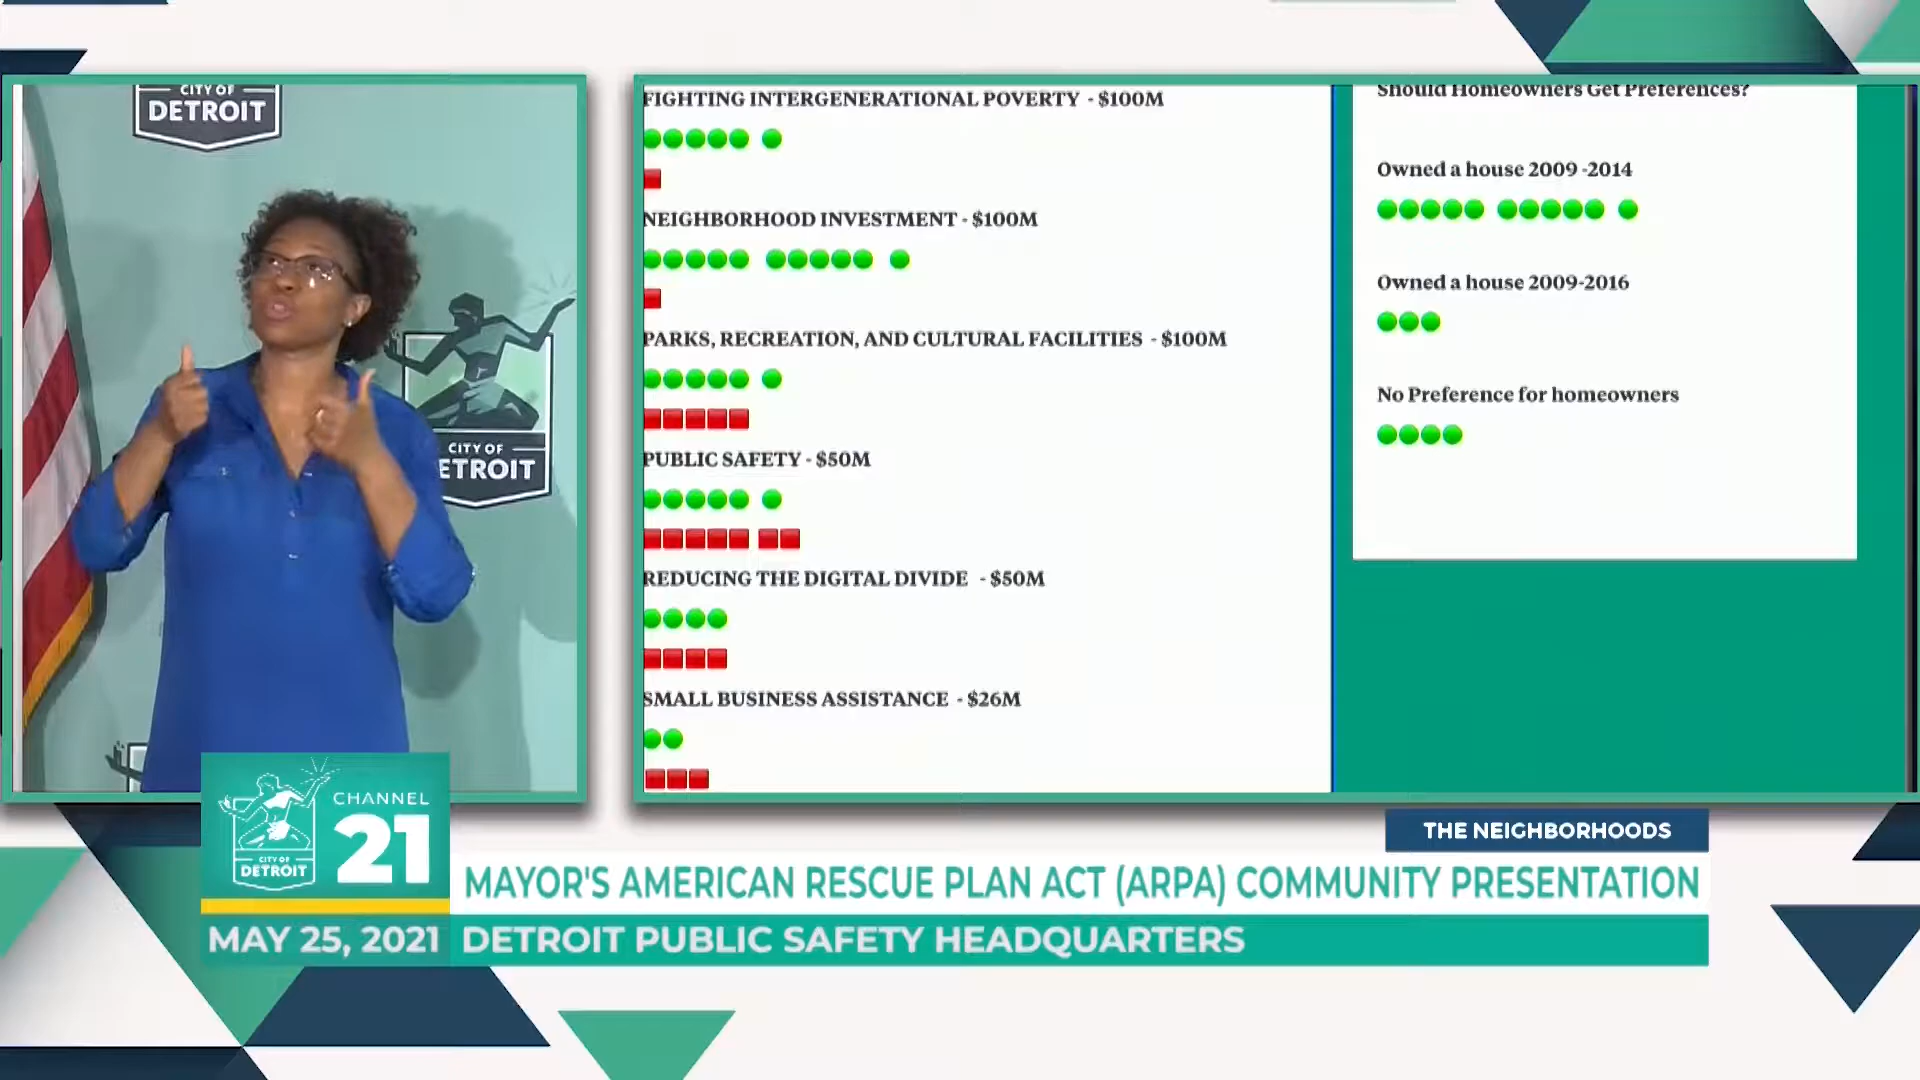 CITY OF
DETROIT
CITY OF
ETROIT
FIGHTING INTERGENERATIONAL POVERTY - $100M
NEIGHBORHOOD INVESTMENT - $100M
PARKS, RECREATION, AND CULTURAL FACILITIES - $100M
PUBLIC SAFETY - $50M
REDUCING THE DIGITAL DIVIDE - $50M
SMALL BUSINESS ASSISTANCE - $26M
Should Homeowners Get Preferences?
Owned a house 2009 -2014
Owned a house 2009-2016
No Preference for homeowners
CHANNEL
21
CITY OF
DETROIT
THE NEIGHBORHOODS
MAYOR'S AMERICAN RESCUE PLAN ACT (ARPA) COMMUNITY PRESENTATION
MAY 25, 2021
DETROIT PUBLIC SAFETY HEADQUARTERS